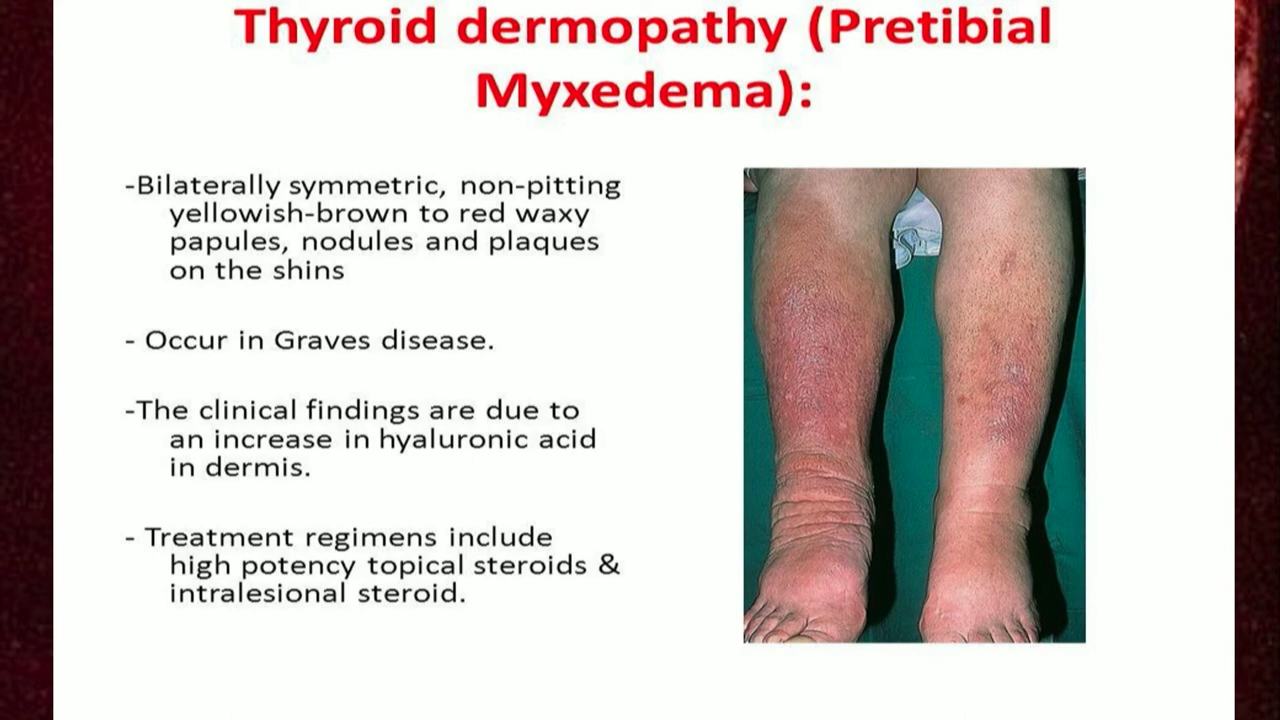 Thyroid dermopathy (Pretibial
Myxedema):
-Bilaterally symmetric, non-pitting
yellowish-brown to red waxy
papules, nodules and plaques
on the shins
- Occur in Graves disease.
-The clinical findings are due to
an increase in hyaluronic acid
in dermis.
- Treatment regimens include
high potency topical steroids &
intralesional steroid.